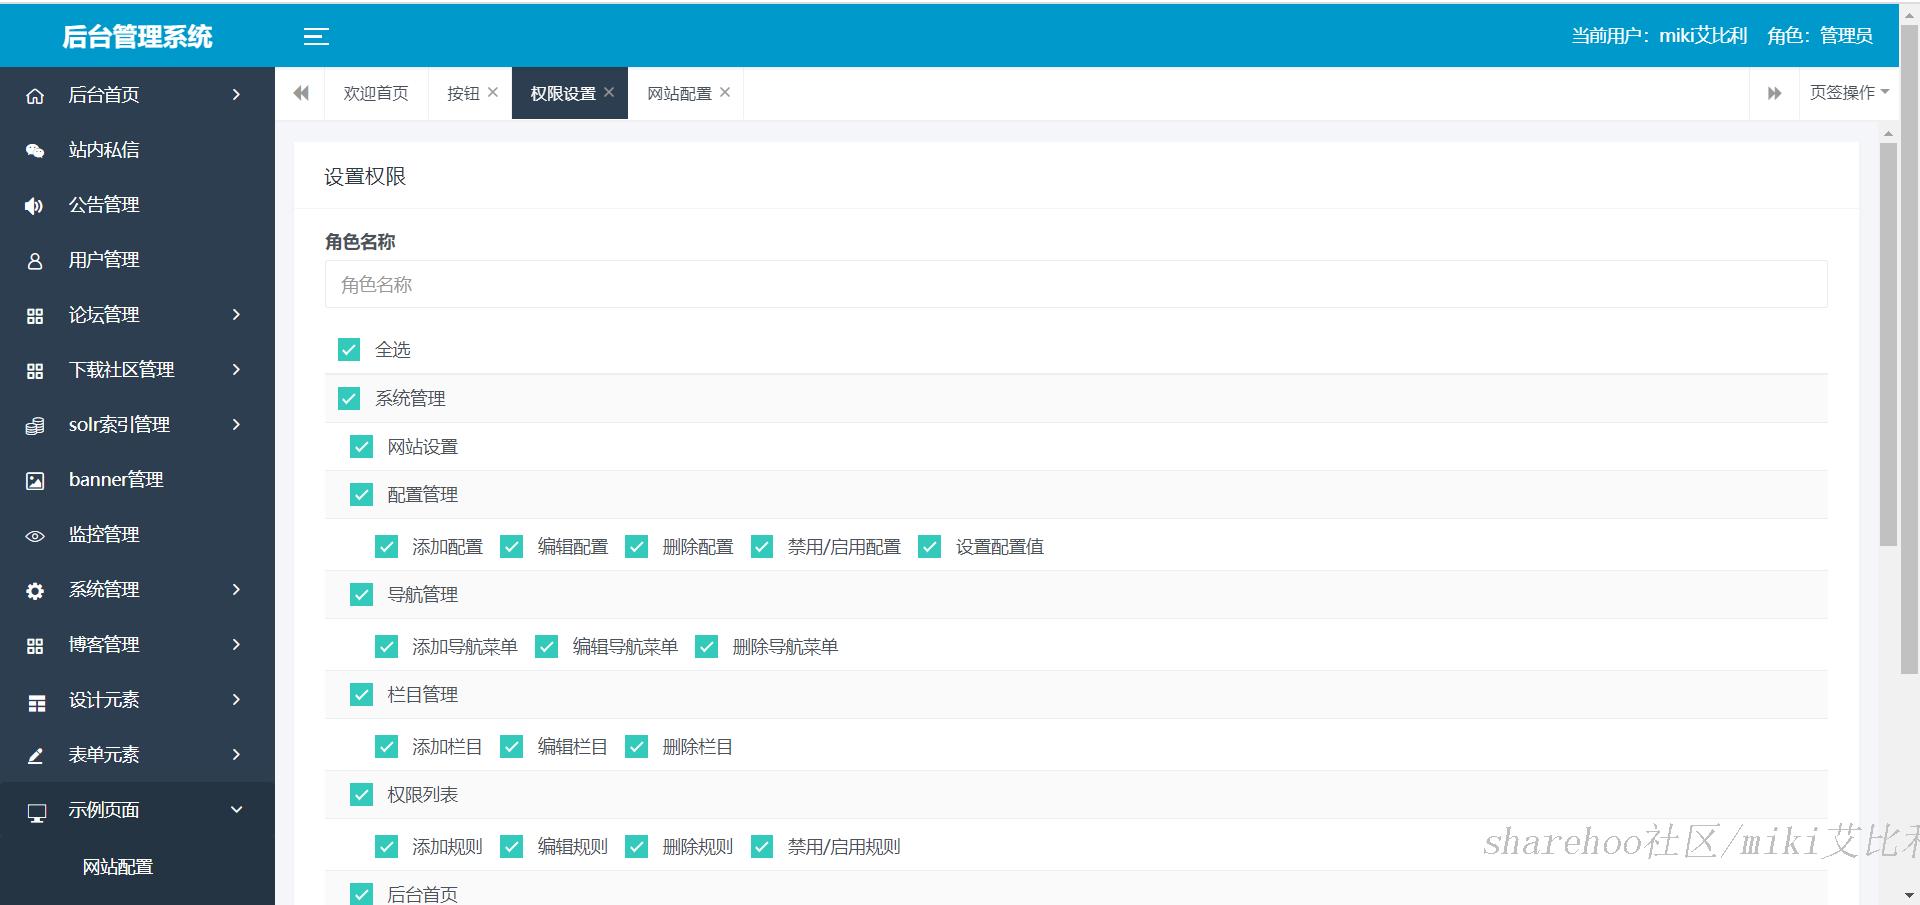 后台管理系统
当前用户：miki艾比利 角色：管理员
欢迎首页 按钮 权限设置 网站配置 页签操作
后台首页
站内私信
公告管理
用户管理
论坛管理
下载社区管理
solr索引管理
banner管理
监控管理
系统管理
博客管理
设计元素
表单元素
示例页面
网站配置
设置权限
角色名称
角色名称
全选
系统管理
网站设置
配置管理
添加配置 编辑配置 删除配置 禁用/启用配置 设置配置值
导航管理
添加导航菜单 编辑导航菜单 删除导航菜单
栏目管理
添加栏目 编辑栏目 删除栏目
权限列表
添加规则 编辑规则 删除规则 禁用/启用规则
后台首页
sharehoo社区/miki艾比利